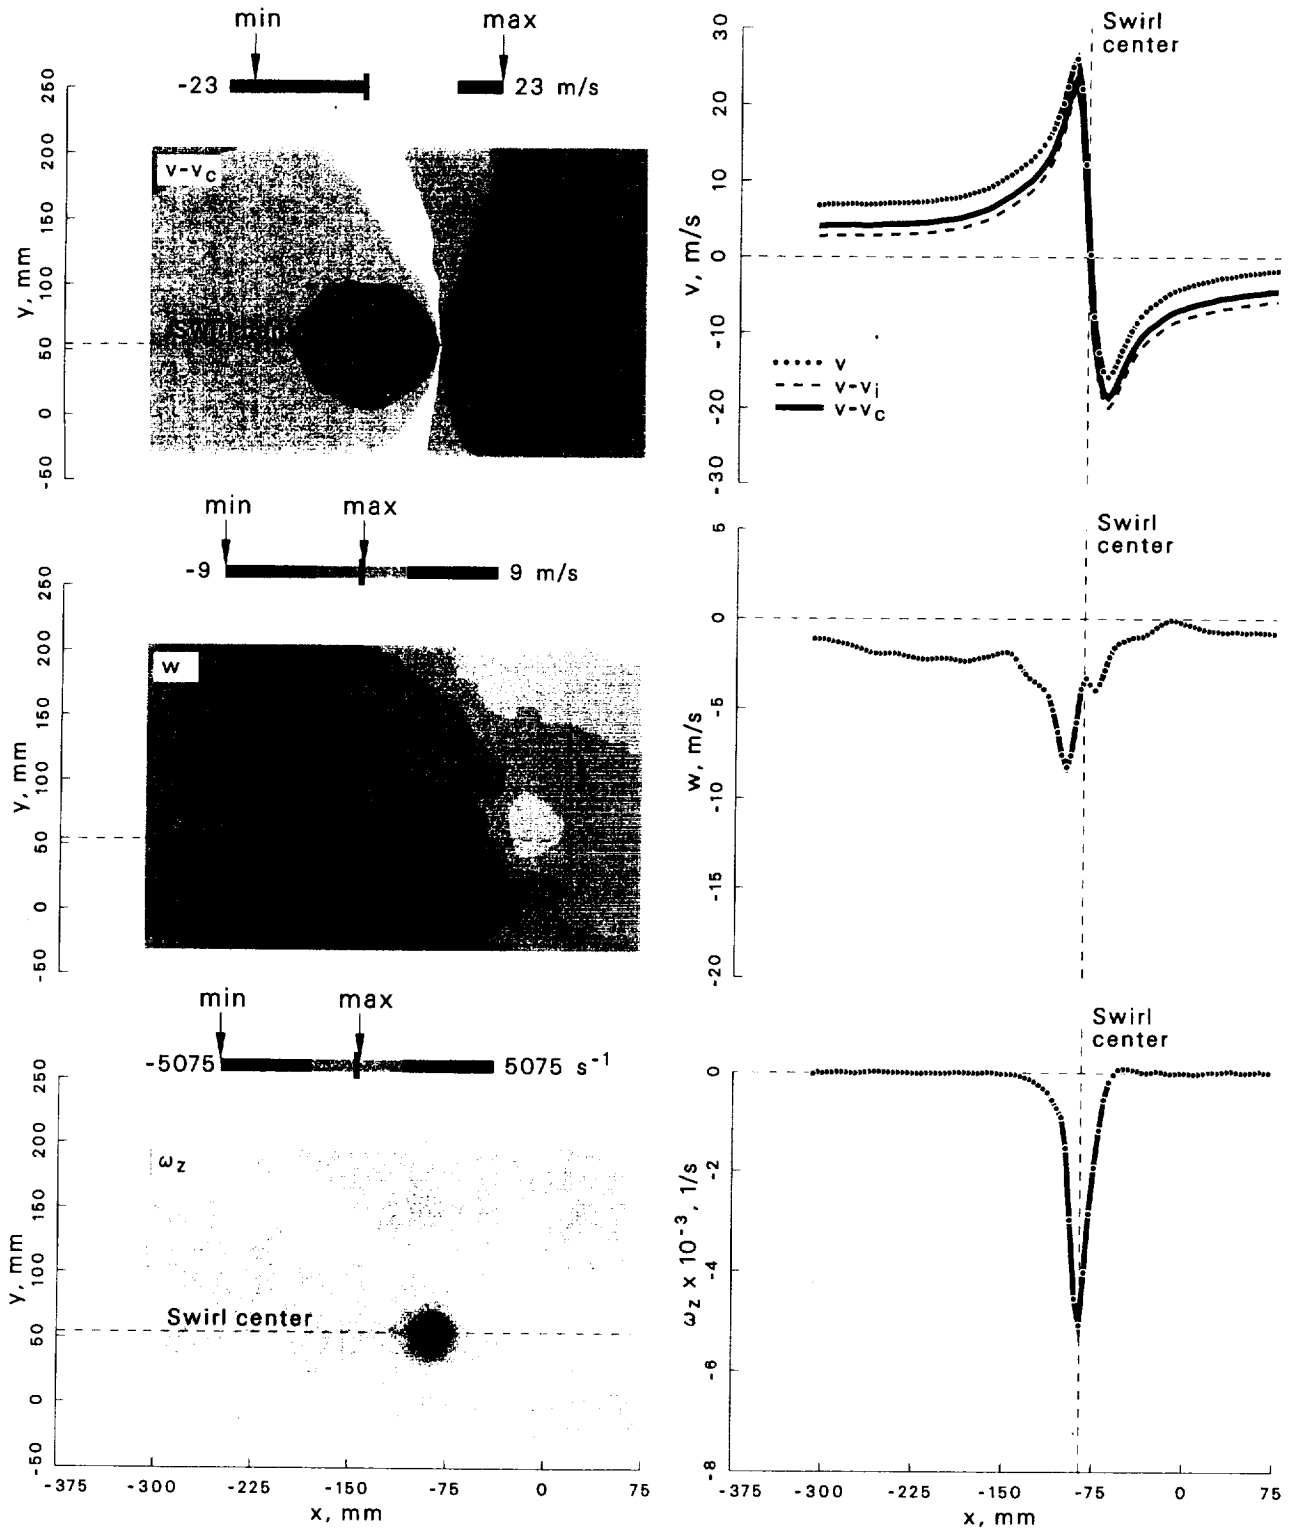 min
max
-23
23 m/s
250
200
150
100
50
0
-50
y, mm
v-vc
min
max
-9
9 m/s
250
200
150
100
50
0
-50
y, mm
w
min
max
-5075
5075 s-1
250
200
150
100
50
0
-50
y, mm
ωz
Swirl center
-375 -300 -225 -150 -75 0 75
x, mm
Swirl
center
30
20
10
0
-10
-20
-30
v, m/s
v
v-vi
v-vc
Swirl
center
5
0
-5
-10
-15
-20
w, m/s
Swirl
center
0
-2
-4
-6
-8
ωz x 10-3, 1/s
-375 -300 -225 -150 -75 0 75
x, mm